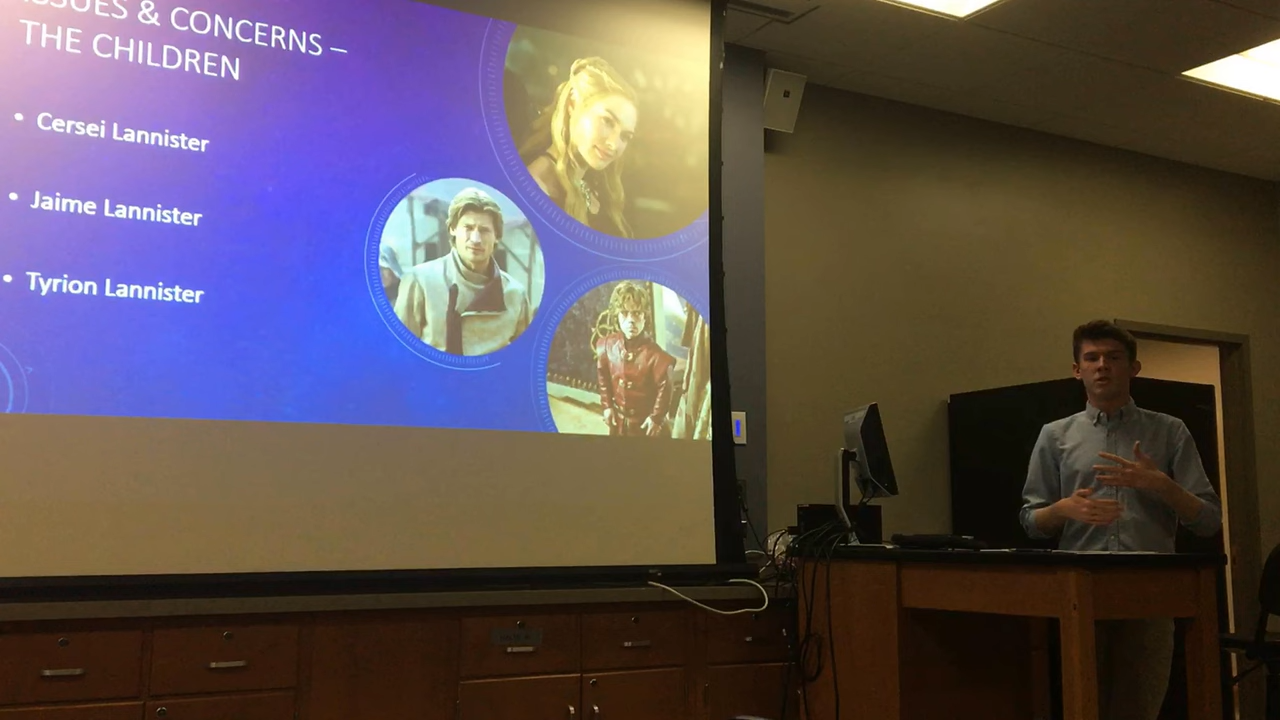 ISSUES & CONCERNS –
THE CHILDREN
• Cersei Lannister
• Jaime Lannister
• Tyrion Lannister